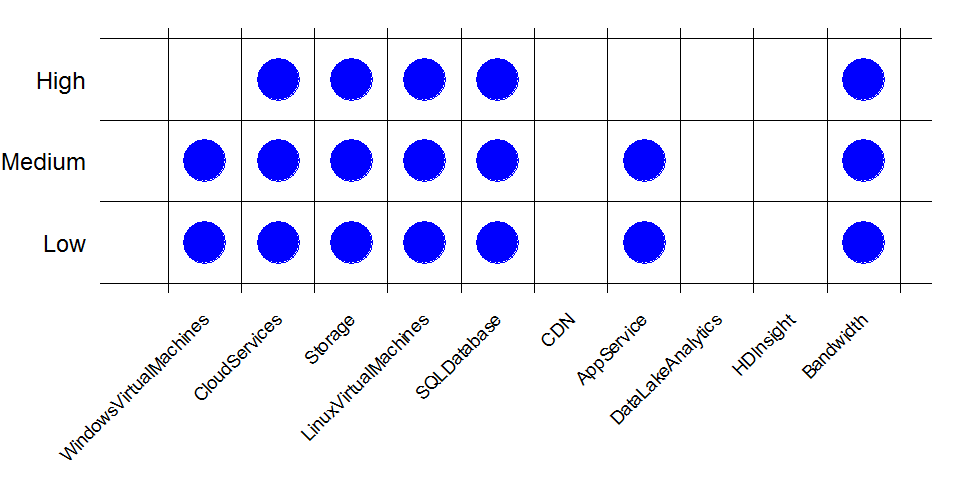 High
Medium
Low
WindowsVirtualMachines
CloudServices
Storage
LinuxVirtualMachines
SQLDatabase
CDN
AppService
DataLakeAnalytics
HDInsight
Bandwidth